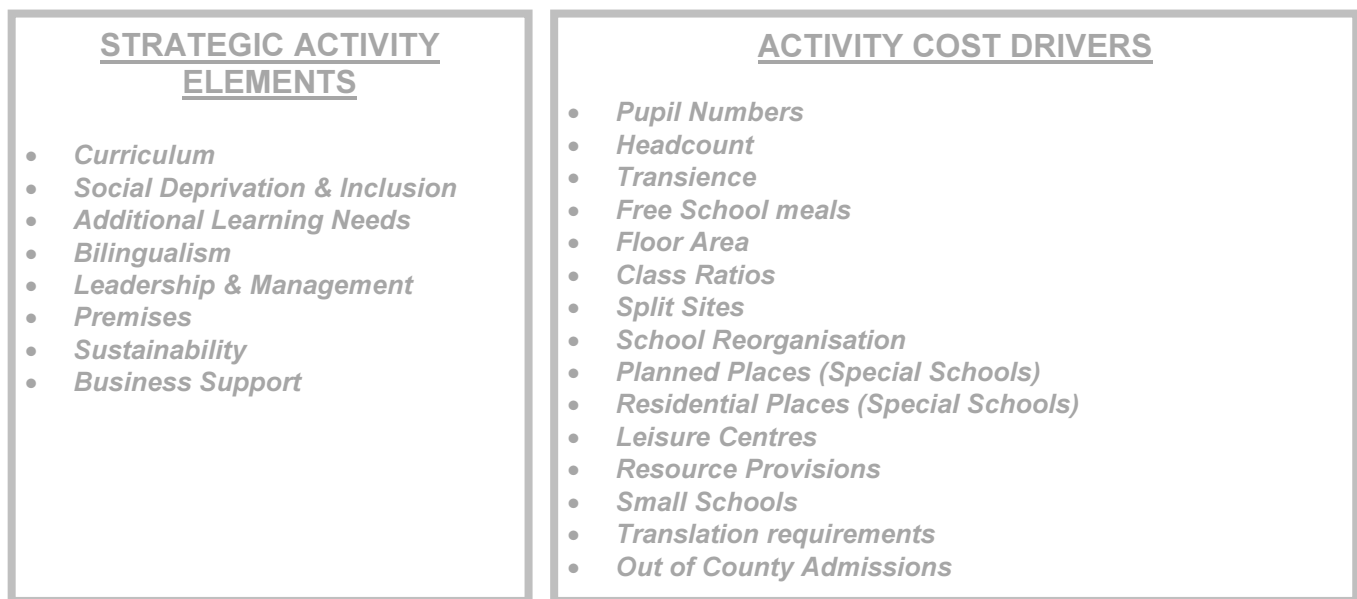 STRATEGIC ACTIVITY
ELEMENTS
• Curriculum
• Social Deprivation & Inclusion
• Additional Learning Needs
• Bilingualism
• Leadership & Management
• Premises
• Sustainability
• Business Support
ACTIVITY COST DRIVERS
• Pupil Numbers
• Headcount
• Transience
• Free School meals
• Floor Area
• Class Ratios
• Split Sites
• School Reorganisation
• Planned Places (Special Schools)
• Residential Places (Special Schools)
• Leisure Centres
• Resource Provisions
• Small Schools
• Translation requirements
• Out of County Admissions